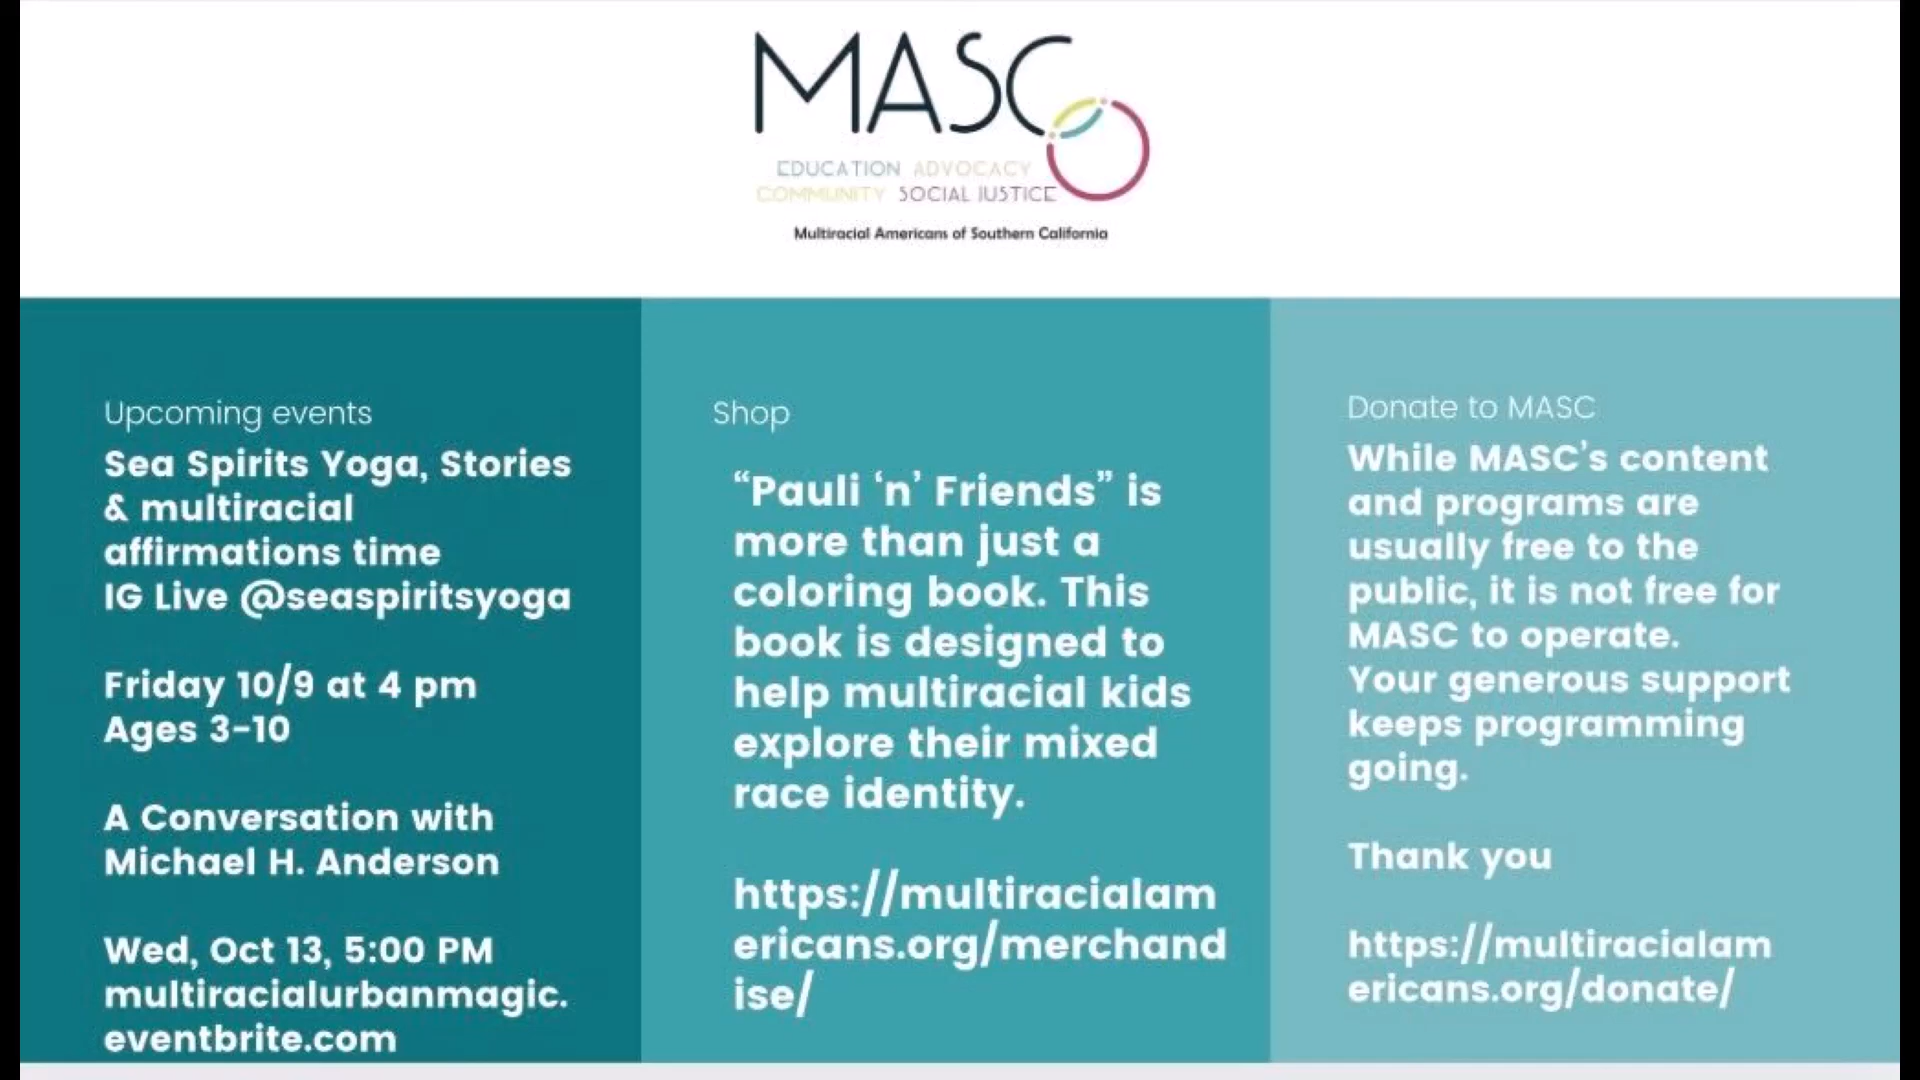 MASC
EDUCATION ADVOCACY
COMMUNITY SOCIAL JUSTICE
Multiracial Americans of Southern California
Upcoming events
Sea Spirits Yoga, Stories
& multiracial
affirmations time
IG Live @seaspiritsyoga
Friday 10/9 at 4 pm
Ages 3-10
A Conversation with
Michael H. Anderson
Wed, Oct 13, 5:00 PM
multiracialurbanmagic.
eventbrite.com
Shop
“Pauli ‘n’ Friends” is
more than just a
coloring book. This
book is designed to
help multiracial kids
explore their mixed
race identity.
https://multiracialam
ericans.org/merchand
ise/
Donate to MASC
While MASC’s content
and programs are
usually free to the
public, it is not free for
MASC to operate.
Your generous support
keeps programming
going.
Thank you
https://multiracialam
ericans.org/donate/